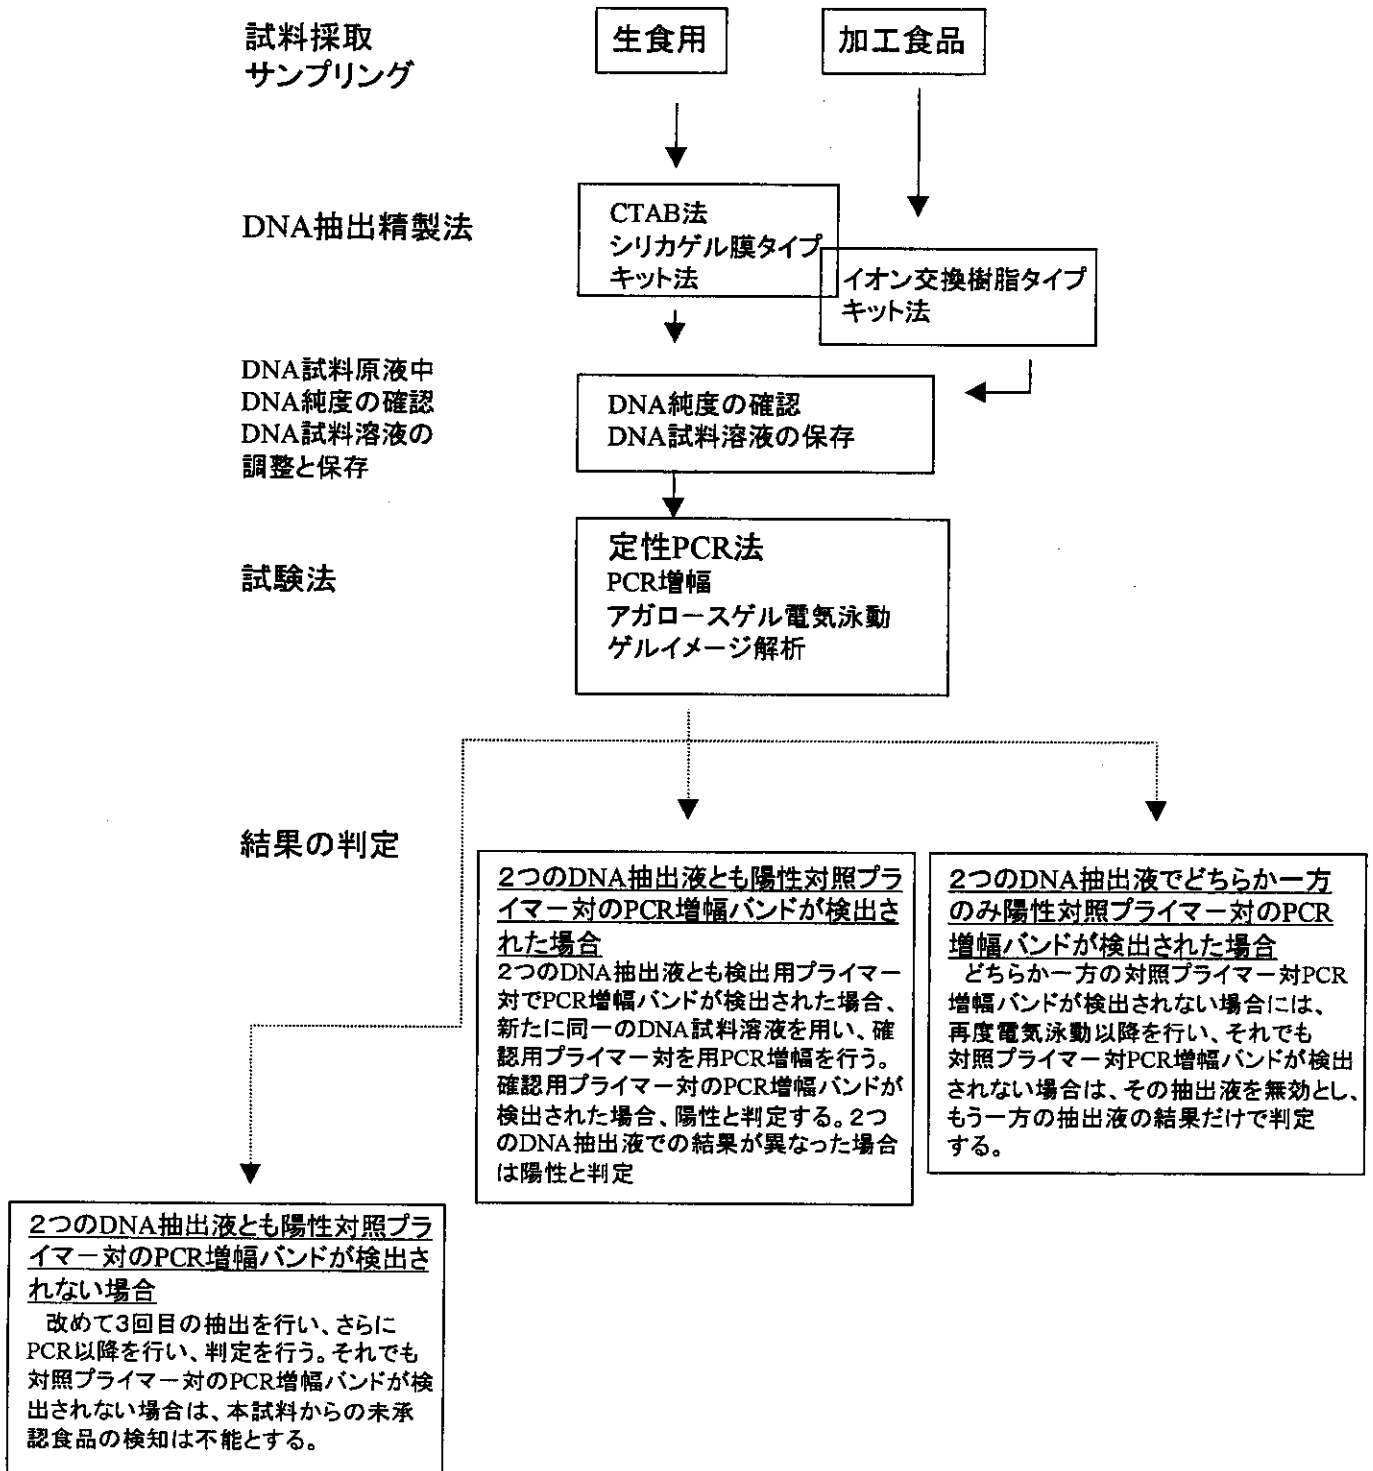 試料採取
サンプリング
生食用
加工食品
DNA抽出精製法
CTAB法
シリカゲル膜タイプ
キット法
イオン交換樹脂タイプ
キット法
DNA試料原液中
DNA純度の確認
DNA試料溶液の
調整と保存
DNA純度の確認
DNA試料溶液の保存
試験法
定性PCR法
PCR増幅
アガロースゲル電気泳動
ゲルイメージ解析
結果の判定
2つのDNA抽出液とも陽性対照プラ
イマー対のPCR増幅バンドが検出さ
れた場合
2つのDNA抽出液とも検出用プライマー
対でPCR増幅バンドが検出された場合、
新たに同一のDNA試料溶液を用い、確
認用プライマー対を用PCR増幅を行う。
確認用プライマー対のPCR増幅バンドが
検出された場合、陽性と判定する。2つ
のDNA抽出液での結果が異なった場合
は陽性と判定
2つのDNA抽出液でどちらか一方
のみ陽性対照プライマー対のPCR
増幅バンドが検出された場合
どちらか一方の対照プライマー対PCR
増幅バンドが検出されない場合には、
再度電気泳動以降を行い、それでも
対照プライマー対PCR増幅バンドが検出
されない場合は、その抽出液を無効とし、
もう一方の抽出液の結果だけで判定
する。
2つのDNA抽出液とも陽性対照プラ
イマー対のPCR増幅バンドが検出さ
れない場合
改めて3回目の抽出を行い、さらに
PCR以降を行い、判定を行う。それでも
対照プライマー対のPCR増幅バンドが検
出されない場合は、本試料からの未承
認食品の検知は不能とする。